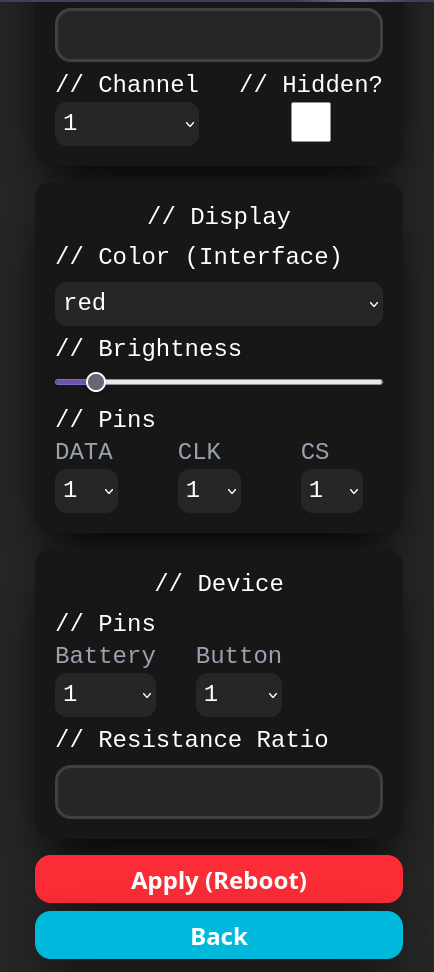 // Channel // Hidden?
1
// Display
// Color (Interface)
red
// Brightness
// Pins
DATA CLK CS
1 1 1
// Device
// Pins
Battery Button
1 1
// Resistance Ratio
Apply (Reboot)
Back